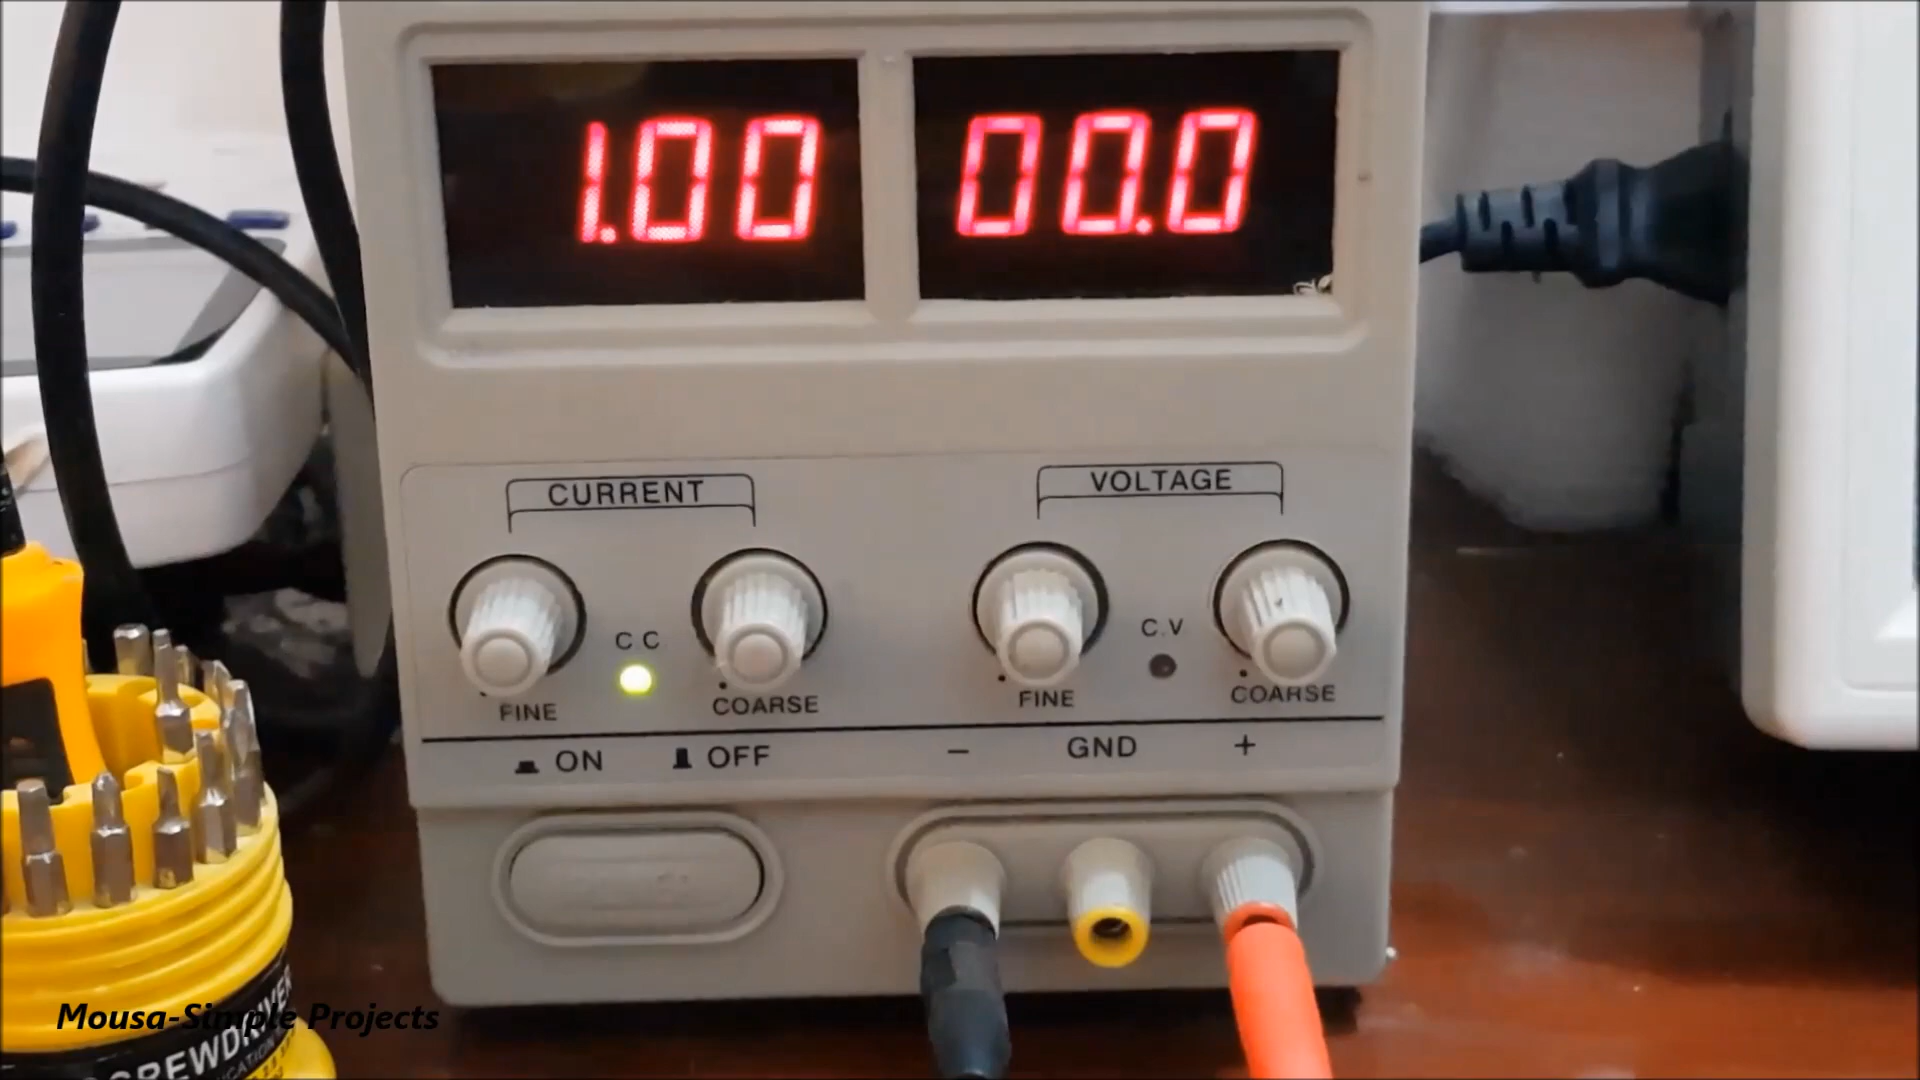 1.00 00.0
CURRENT VOLTAGE
C C C.V
FINE COARSE FINE COARSE
ON OFF - GND +
Mousa-Simple Projects
SCREWDRIVER